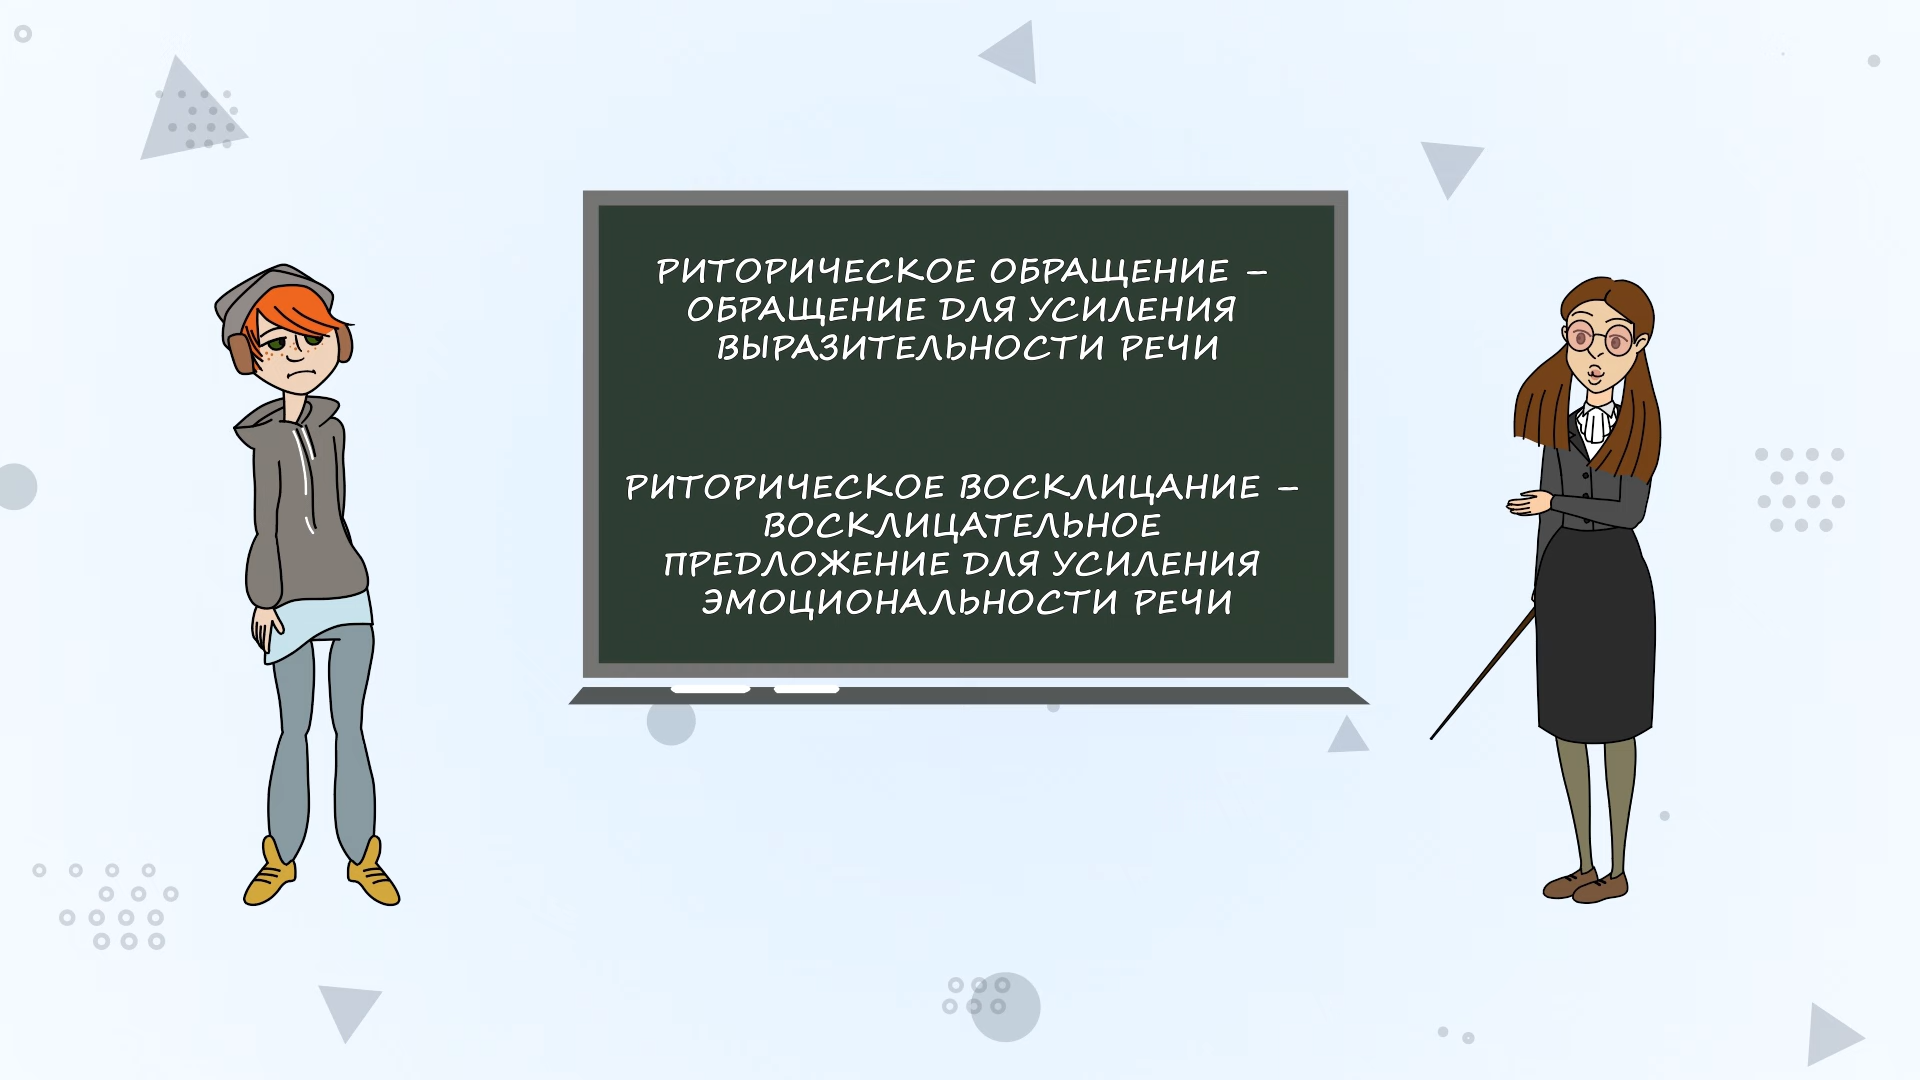 РИТОРИЧЕСКОЕ ОБРАЩЕНИЕ –
ОБРАЩЕНИЕ ДЛЯ УСИЛЕНИЯ
ВЫРАЗИТЕЛЬНОСТИ РЕЧИ
РИТОРИЧЕСКОЕ ВОСКЛИЦАНИЕ –
ВОСКЛИЦАТЕЛЬНОЕ
ПРЕДЛОЖЕНИЕ ДЛЯ УСИЛЕНИЯ
ЭМОЦИОНАЛЬНОСТИ РЕЧИ